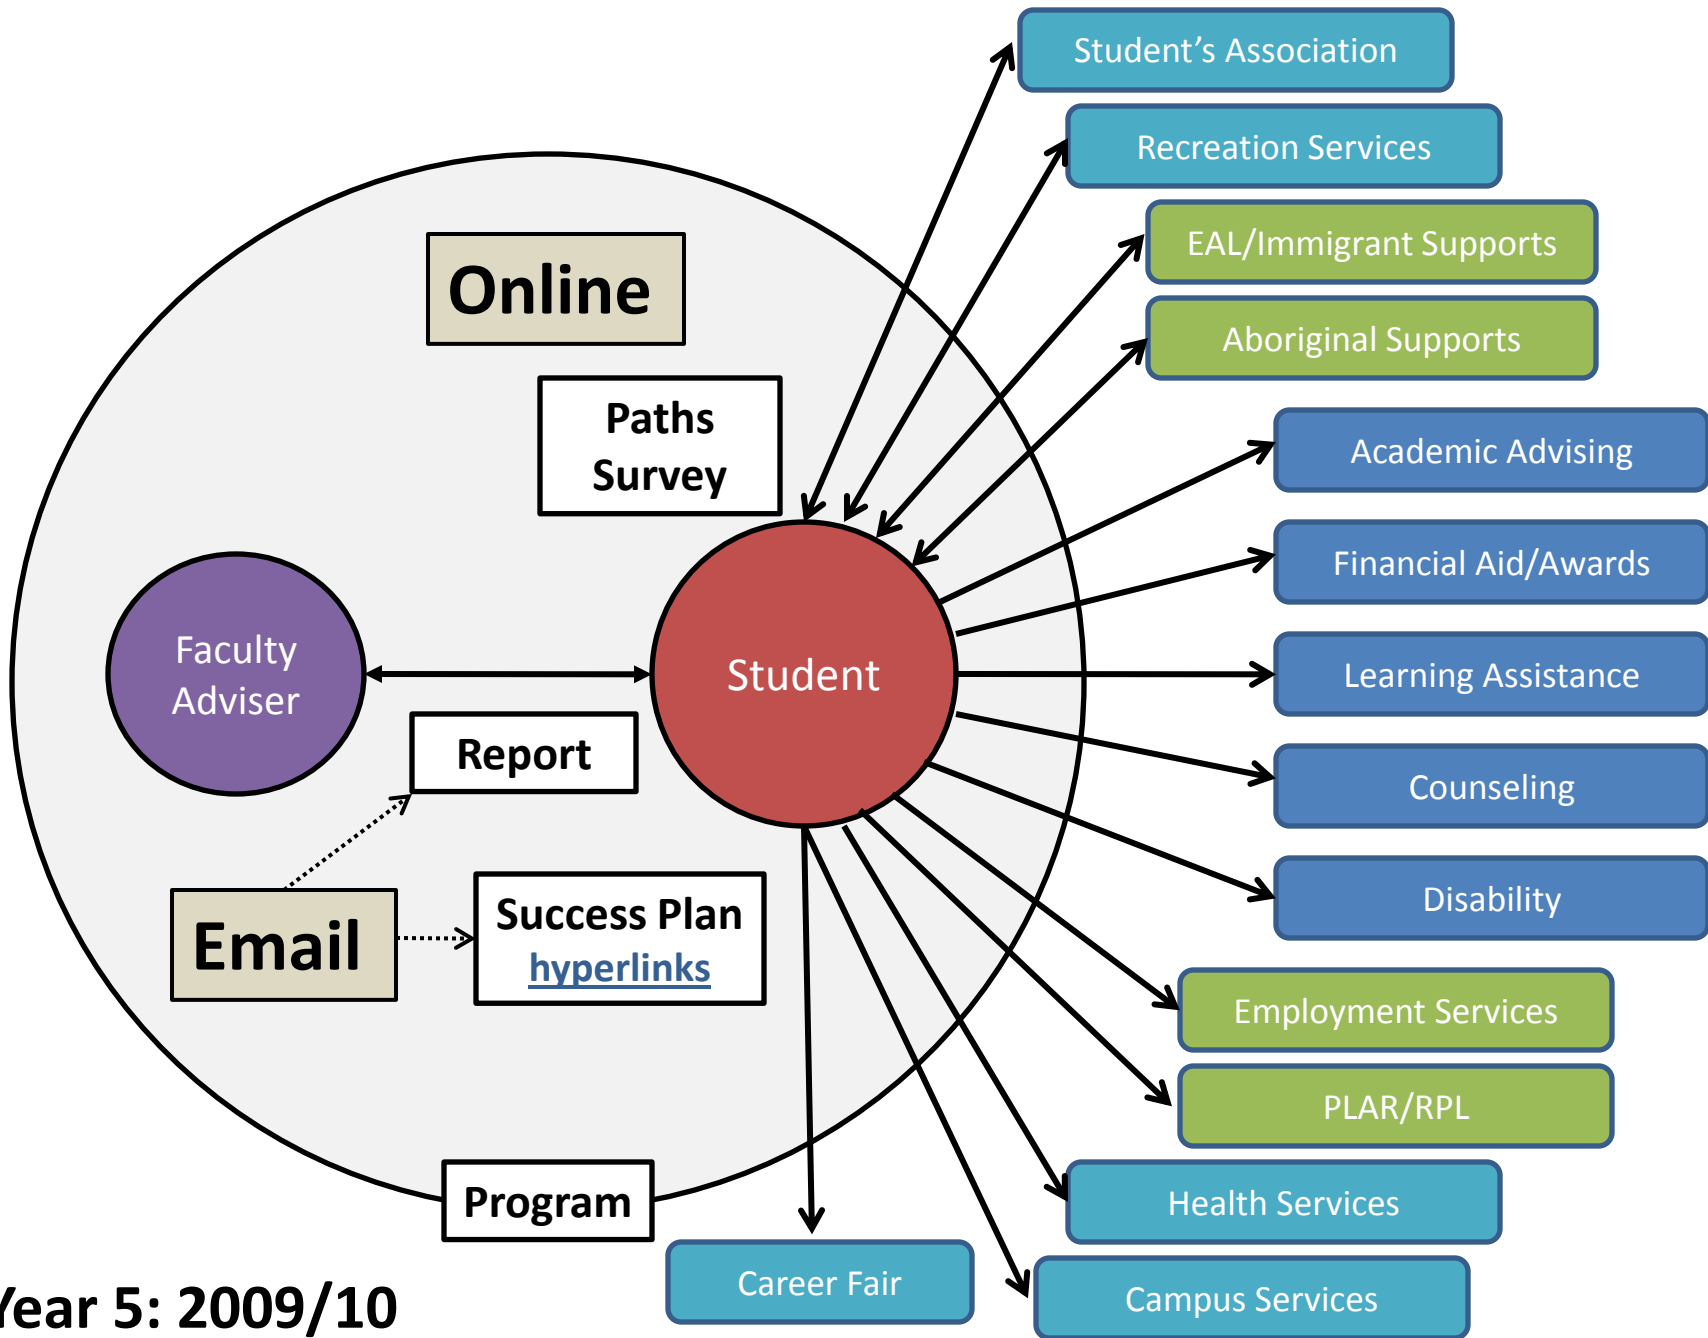 Student's Association
Recreation Services
EAL/Immigrant Supports
Online
Aboriginal Supports
Paths
Survey
Academic Advising
Financial Aid/Awards
Faculty
Adviser
Student
Learning Assistance
Report
Counseling
Disability
Success Plan
hyperlinks
Email
Employment Services
PLAR/RPL
Program
Health Services
Career Fair
Campus Services
Year 5: 2009/10